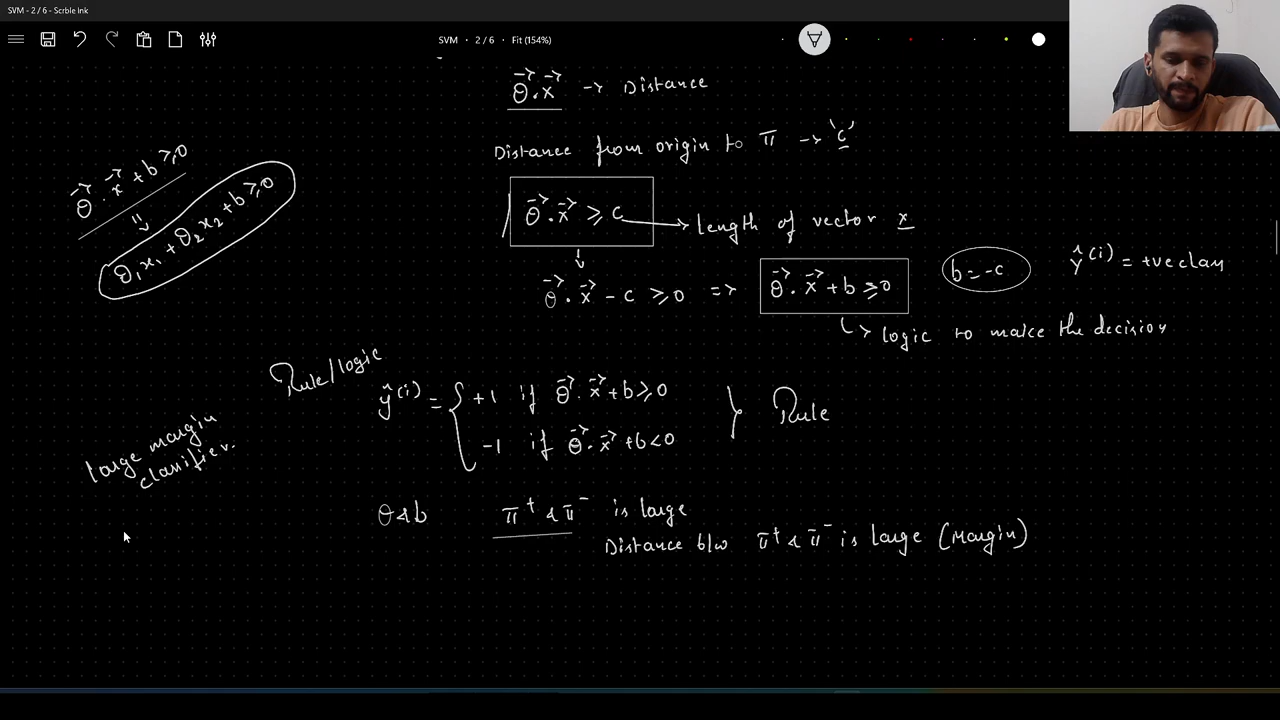 SVM - 2 / 6 - Scrble Ink
SVM • 2 / 6 • Fit (154%)
θ⃗.x⃗ → Distance
Distance from origin to π → 'c'
θ⃗.x⃗ + b ≥ 0
⇓
θ₁x₁ + θ₂x₂ + b ≥ 0
θ⃗.x⃗ ≥ c → length of vector x
↓
θ⃗.x⃗ - c ≥ 0 => θ⃗.x⃗ + b ≥ 0 b = -c ŷ⁽ⁱ⁾ = +ve class
↳ logic to make the decision
Rule/logic
ŷ⁽ⁱ⁾ = { +1 if θ⃗.x⃗ + b ≥ 0 } Rule
-1 if θ⃗.x⃗ + b < 0
large margin
classifier.
θ & b π⁺ & π⁻ is large
Distance b/w π⁺ & π⁻ is large (Margin)